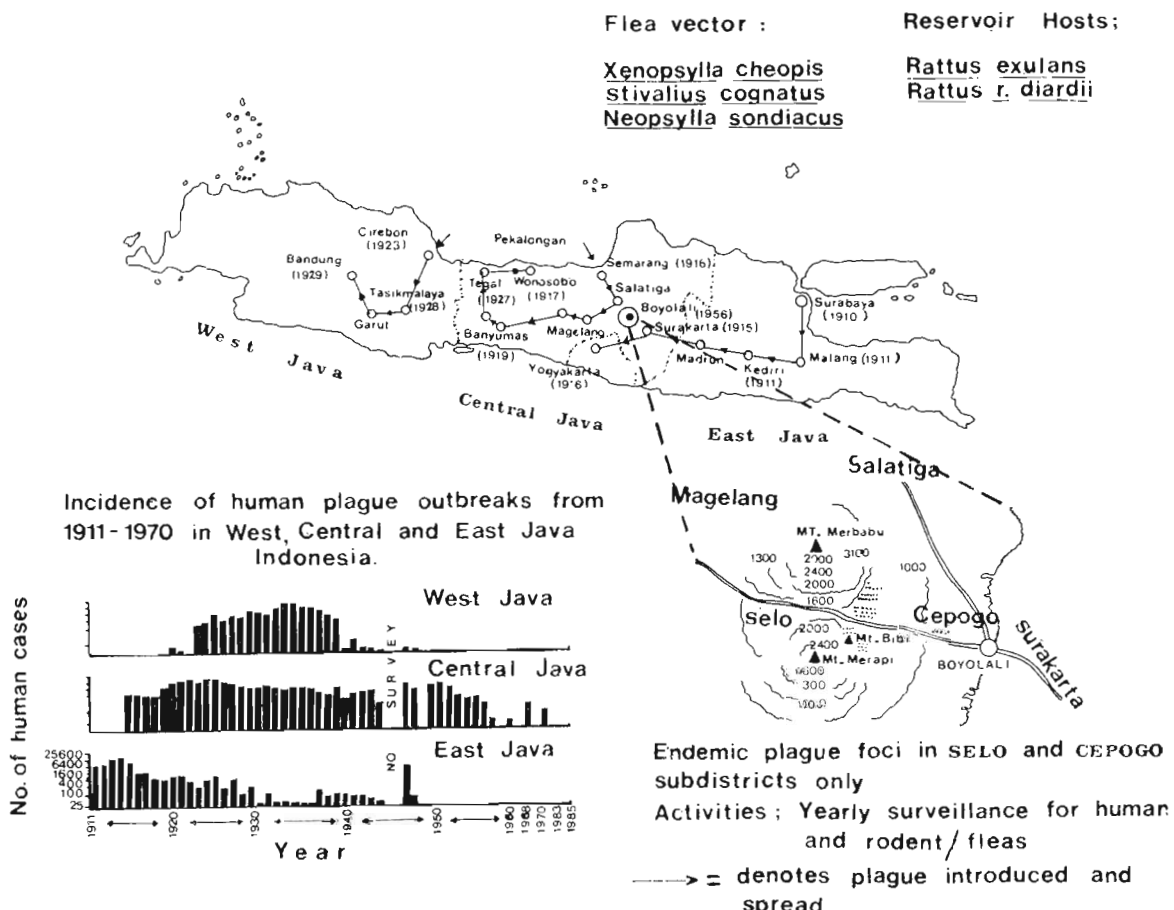 Flea vector :
Xenopsylla cheopis
stivalius cognatus
Neopsylla sondiacus
Reservoir Hosts;
Rattus exulans
Rattus r. diardii
Cirebon
(1923)
Bandung
(1929)
Tasikmalaya
(1928)
Garut
Pekalongan
Tegal
(1927)
Wonosobo
(1917)
Banyumas
(1919)
Magelang
Semarang (1916)
Salatiga
Boyolali
(1956)
Surakarta
(1915)
Yogyakarta
(1916)
Madiun
Kediri
(1911)
Surabaya
(1910)
Malang (1911)
West Java
Central Java
East Java
Incidence of human plague outbreaks from
1911-1970 in West, Central and East Java
Indonesia.
No. of human cases
West Java
Central Java
East Java
NO SURVEY
25600
6400
1600
400
100
25
1911
1920
1930
1940
1950
1960
1968
1970
1983
1985
Year
Magelang
Salatiga
MT. Merbabu
1300
3100
2900
2400
2000
1600
1000
selo
Cepogo
surakarta
2000
2400
Mt. Bibi
Mt. Merapi
300
BOYOLALI
Endemic plague foci in SELO and CEPOGO
subdistricts only
Activities; Yearly surveillance for human
and rodent/fleas
= denotes plague introduced and
spread